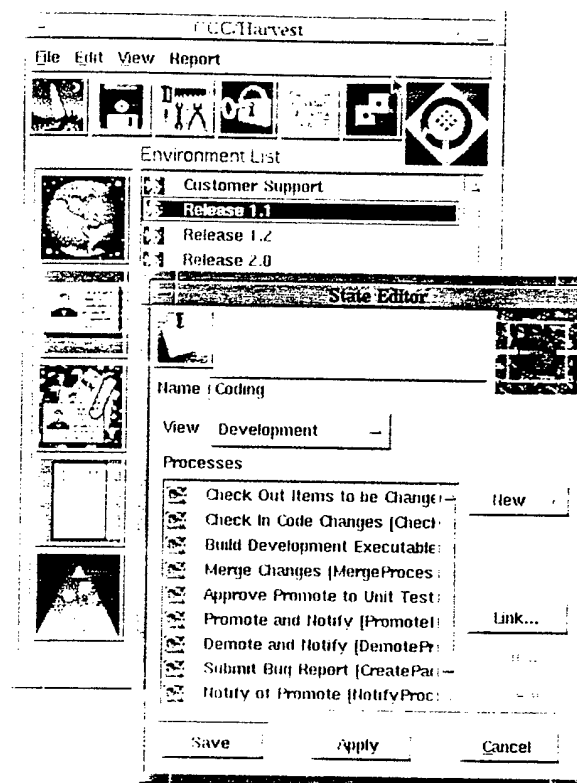 CCC/Harvest
File Edit View Report
Environment List
Customer Support
Release 1.1
Release 1.2
Release 2.0
State Editor
Name Coding
View Development
Processes
Check Out Items to be Change
Check In Code Changes [Check
Build Development Executable
Merge Changes [MergeProces
Approve Promote to Unit Test
Promote and Notify [Promote
Demote and Notify [DemotePr
Submit Bug Report [CreatePac
Notify of Promote [NotifyProc
New
Link...
Save Apply Cancel